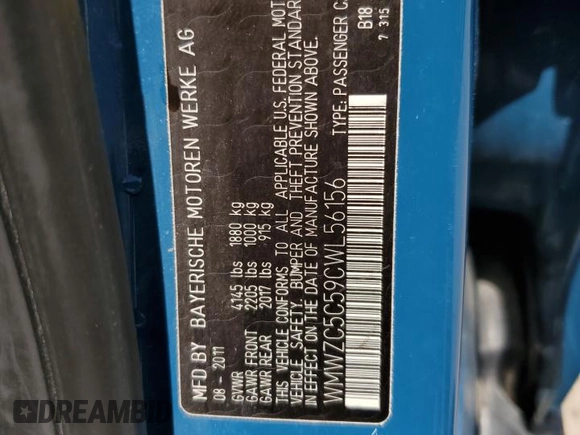 MFD BY BAYERISCHE MOTOREN WERKE AG
08 - 2011
GVWR 4145 lbs 1880 kg
GAWR FRONT 2205 lbs 1000 kg
GAWR REAR 2017 lbs 915 kg
THIS VEHICLE CONFORMS TO ALL APPLICABLE U.S. FEDERAL MOT
VEHICLE SAFETY, BUMPER AND THEFT PREVENTION STANDAR
IN EFFECT ON THE DATE OF MANUFACTURE SHOWN ABOVE.
WMWZC5C59CWL56156 TYPE: PASSENGER C
B18
7 315
DREAMBID